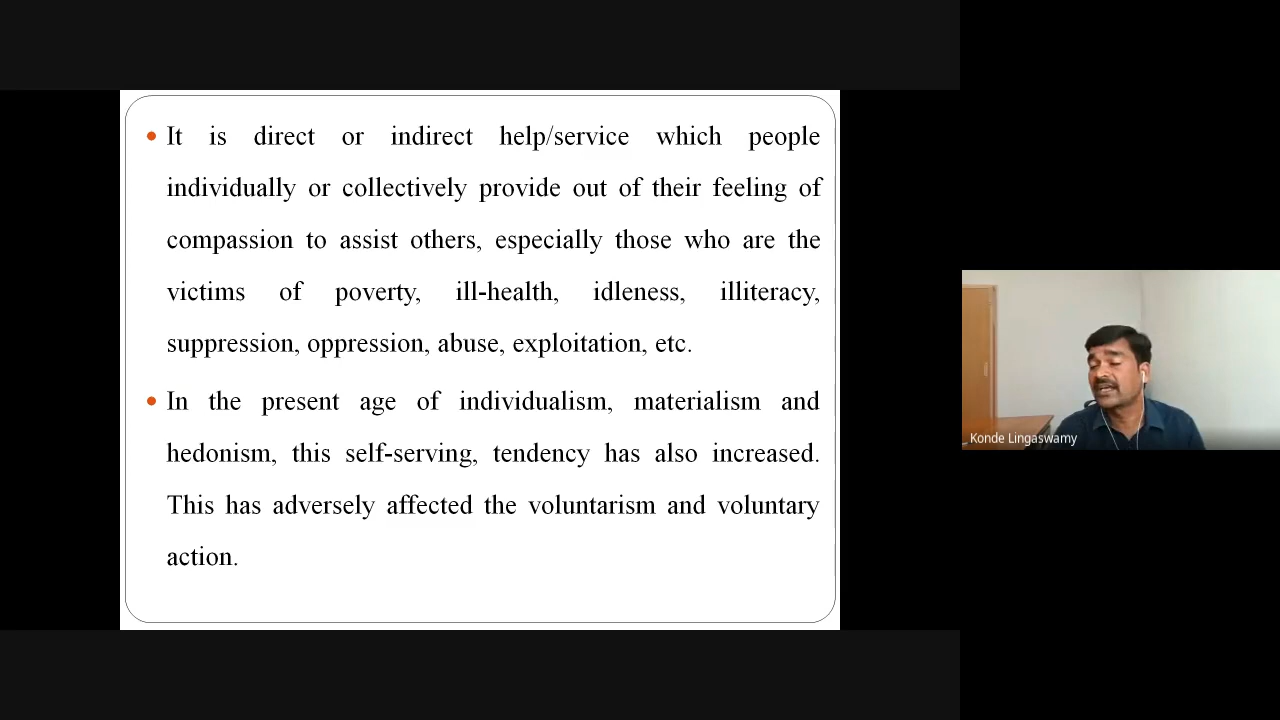 It is direct or indirect help/service which people
individually or collectively provide out of their feeling of
compassion to assist others, especially those who are the
victims of poverty, ill-health, idleness, illiteracy,
suppression, oppression, abuse, exploitation, etc.
In the present age of individualism, materialism and
hedonism, this self-serving, tendency has also increased.
This has adversely affected the voluntarism and voluntary
action.
Konde Lingaswamy